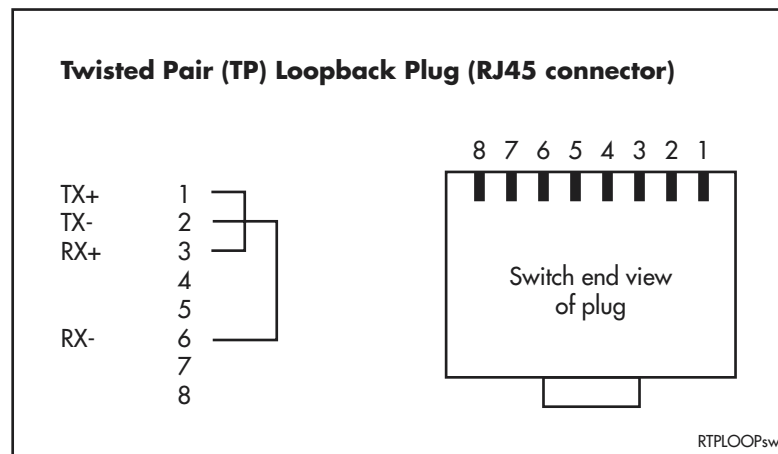 Twisted Pair (TP) Loopback Plug (RJ45 connector)
TX+ 1
TX- 2
RX+ 3
4
5
RX- 6
7
8
8 7 6 5 4 3 2 1
Switch end view
of plug
RTPLOOPsw